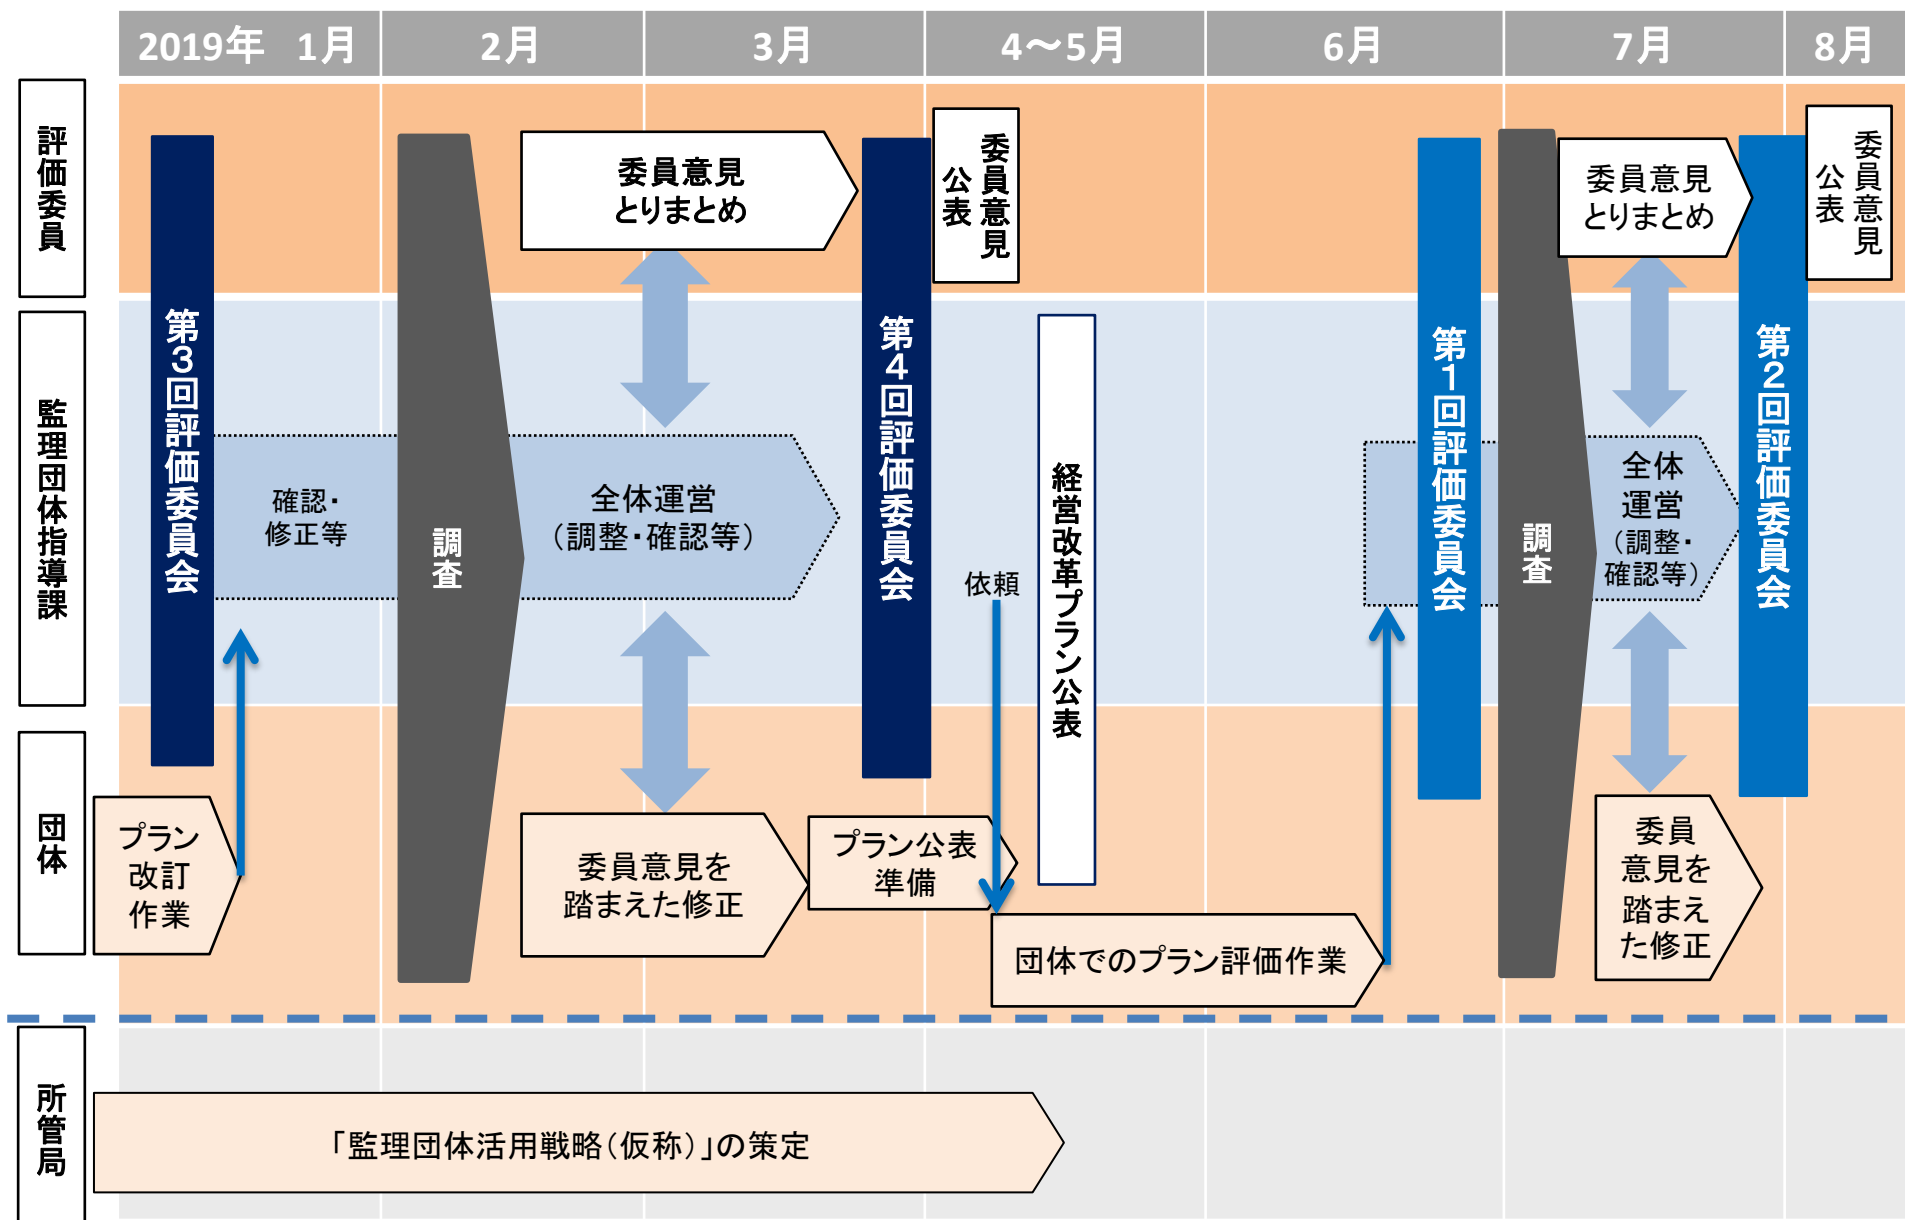 2019年 1月
2月
3月
4～5月
6月
7月
8月
評価委員
第3回評価委員会
調査
委員意見
とりまとめ
第4回評価委員会
委員意見
公表
第1回評価委員会
調査
委員意見
とりまとめ
第2回評価委員会
委員意見
公表
監理団体指導課
確認・
修正等
全体運営
（調整・確認等）
依頼
経営改革プラン公表
全体
運営
（調整・
確認等）
団体
プラン
改訂
作業
委員意見を
踏まえた修正
プラン公表
準備
団体でのプラン評価作業
委員
意見を
踏まえ
た修正
所管局
「監理団体活用戦略（仮称）」の策定